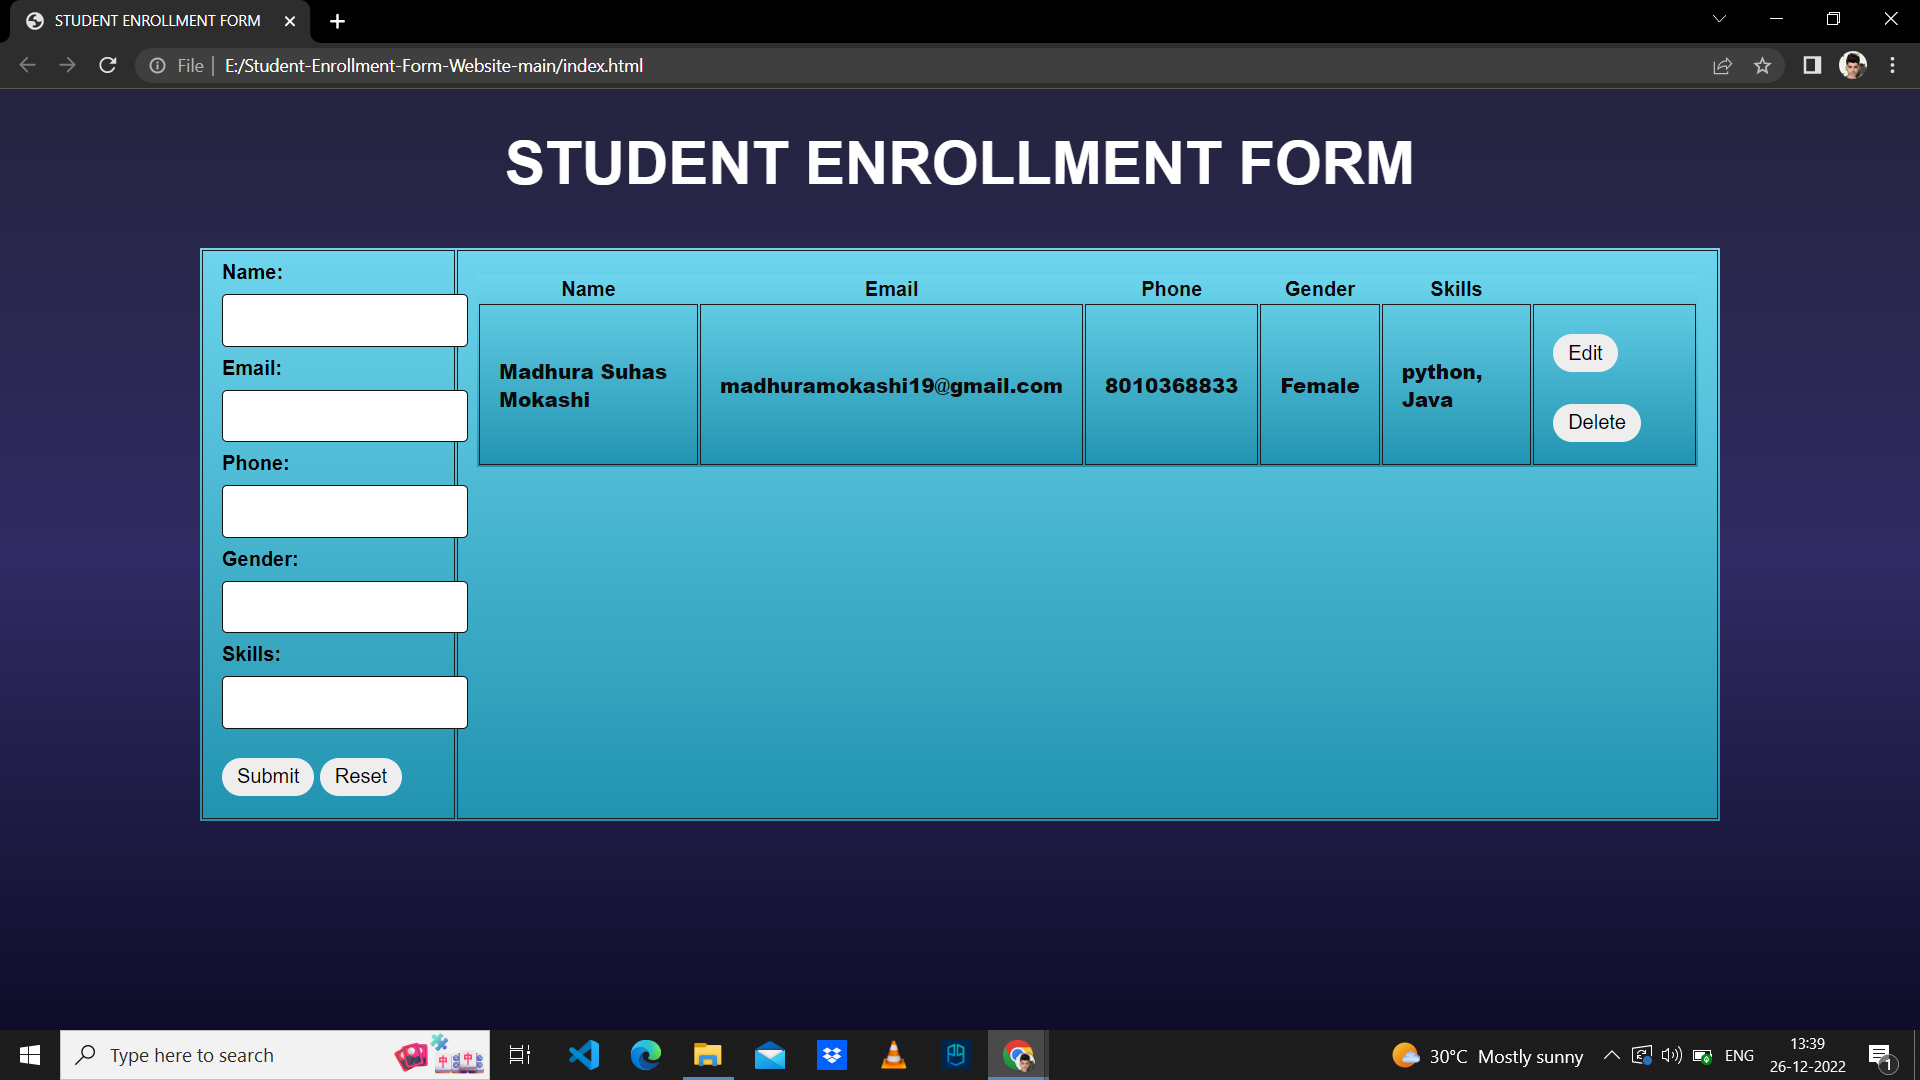 STUDENT ENROLLMENT FORM
File | E:/Student-Enrollment-Form-Website-main/index.html
STUDENT ENROLLMENT FORM
Name:
Email:
Phone:
Gender:
Skills:
Submit Reset
Name Email Phone Gender Skills
Madhura Suhas
Mokashi
madhuramokashi19@gmail.com
8010368833
Female
python,
Java
Edit
Delete
Type here to search
30°C Mostly sunny
ENG
13:39
26-12-2022
1